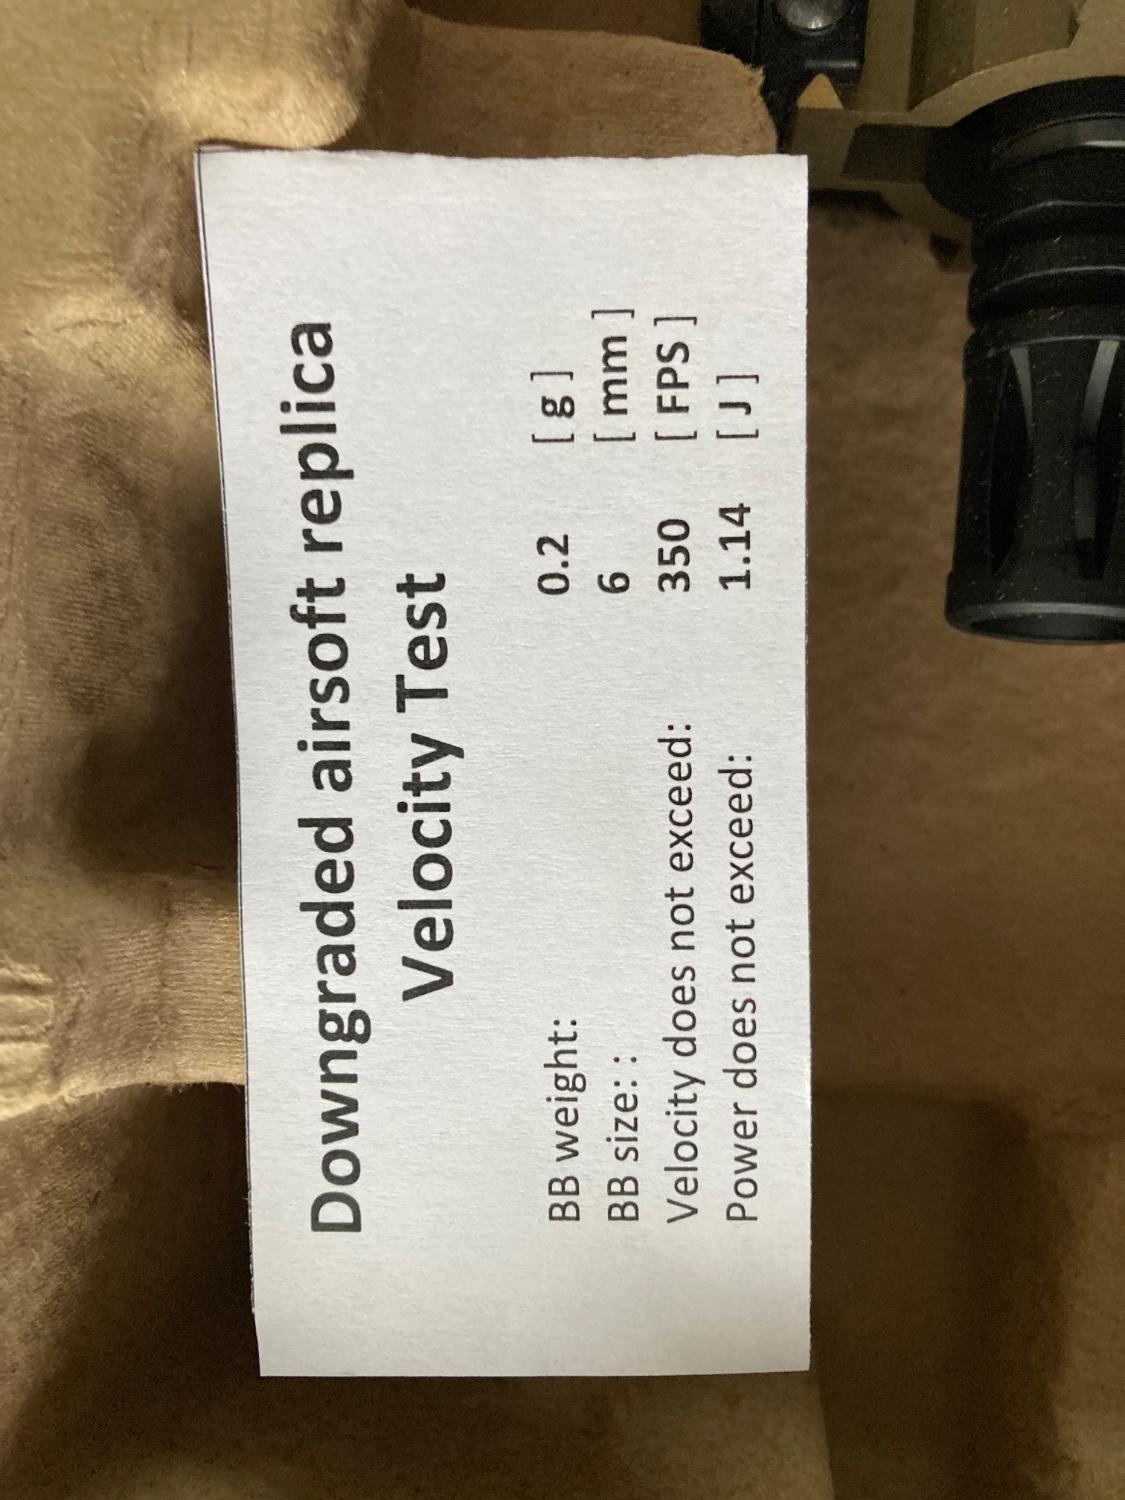 Downgraded airsoft replica
Velocity Test
BB weight: 0.2 [ g ]
BB size: : 6 [ mm ]
Velocity does not exceed: 350 [ FPS ]
Power does not exceed: 1.14 [ J ]